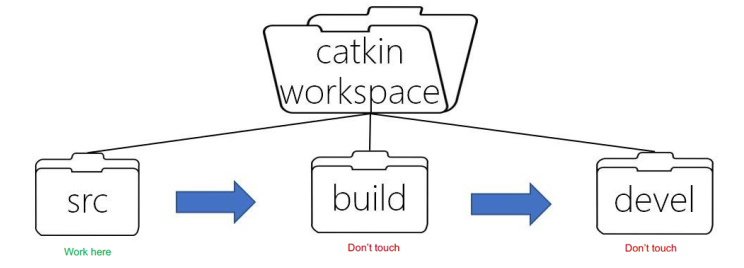 catkin
workspace
src
build
devel
Work here
Don't touch
Don't touch